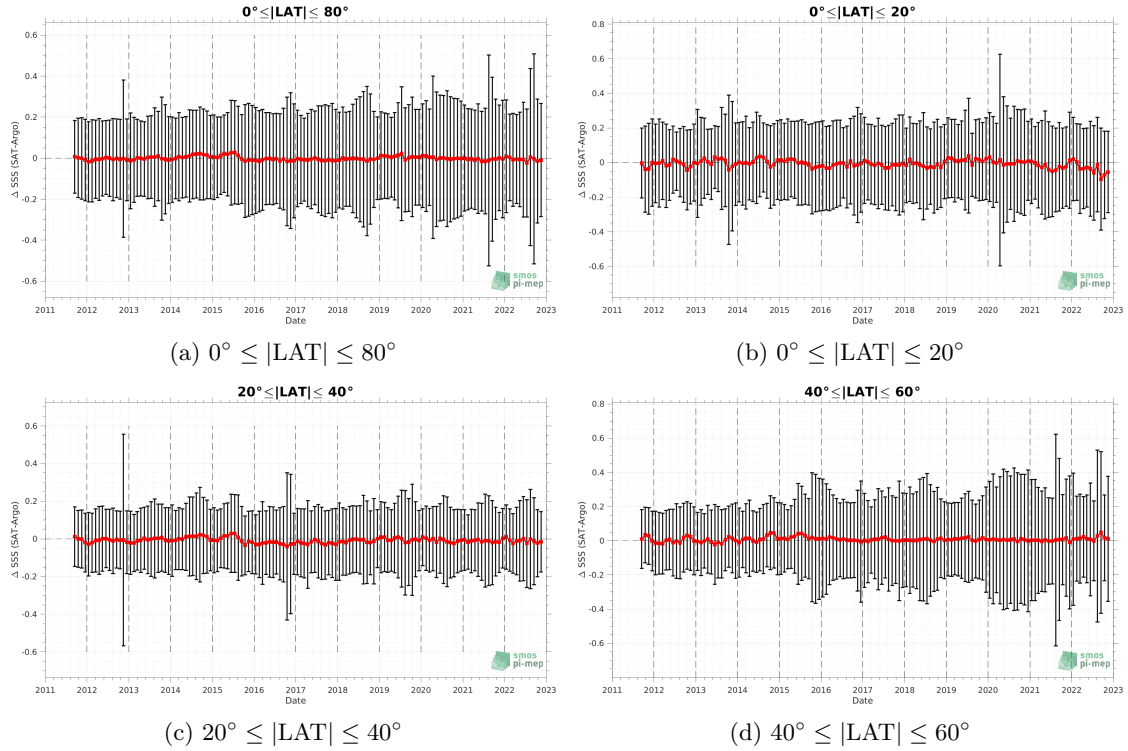 0°≤|LAT|≤ 80°
Δ SSS (SAT-Argo)
0.6
0.4
0.2
0
-0.2
-0.4
-0.6
2011 2012 2013 2014 2015 2016 2017 2018 2019 2020 2021 2022 2023
Date
smos
pi-mep
(a) 0° ≤ |LAT| ≤ 80°
0°≤|LAT|≤ 20°
Δ SSS (SAT-Argo)
0.8
0.6
0.4
0.2
0
-0.2
-0.4
-0.6
2011 2012 2013 2014 2015 2016 2017 2018 2019 2020 2021 2022 2023
Date
smos
pi-mep
(b) 0° ≤ |LAT| ≤ 20°
20°≤|LAT|≤ 40°
Δ SSS (SAT-Argo)
0.6
0.4
0.2
0
-0.2
-0.4
-0.6
2011 2012 2013 2014 2015 2016 2017 2018 2019 2020 2021 2022 2023
Date
smos
pi-mep
(c) 20° ≤ |LAT| ≤ 40°
40°≤|LAT|≤ 60°
Δ SSS (SAT-Argo)
0.8
0.6
0.4
0.2
0
-0.2
-0.4
-0.6
2011 2012 2013 2014 2015 2016 2017 2018 2019 2020 2021 2022 2023
Date
smos
pi-mep
(d) 40° ≤ |LAT| ≤ 60°